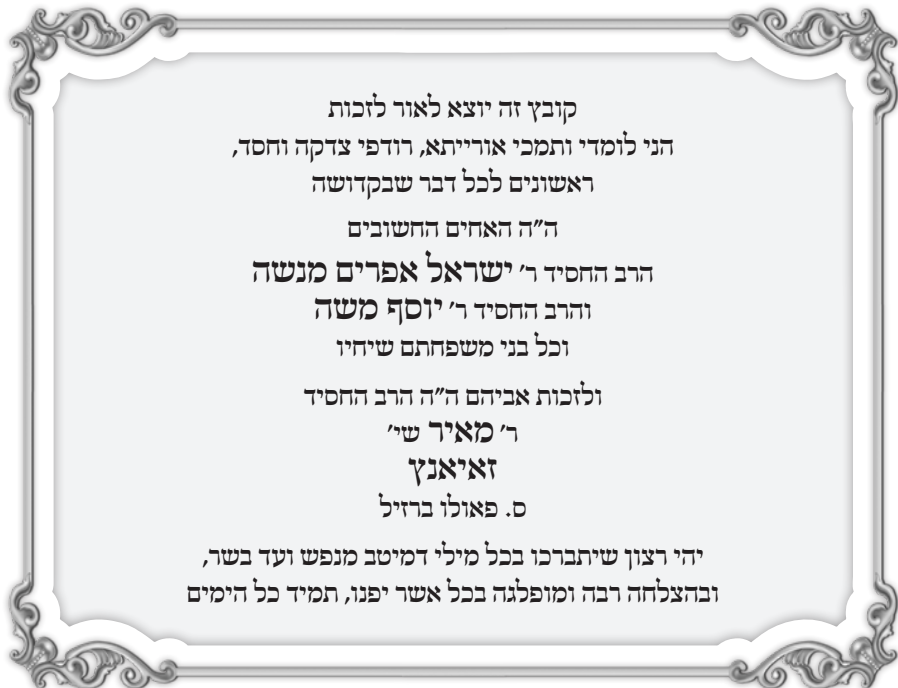 קובץ זה יוצא לאור לזכות
הני לומדי ותמכי אורייתא, רודפי צדקה וחסד,
ראשונים לכל דבר שבקדושה
ה״ה האחים החשובים
הרב החסיד ר׳ ישראל אפרים מנשה
והרב החסיד ר׳ יוסף משה
וכל בני משפחתם שיחיו
ולזכות אביהם ה״ה הרב החסיד
ר׳ מאיר שי׳
זאיאנץ
ס. פאולו ברזיל
יהי רצון שיתברכו בכל מילי דמיטב מנפש ועד בשר,
ובהצלחה רבה ומופלגה בכל אשר יפנו, תמיד כל הימים